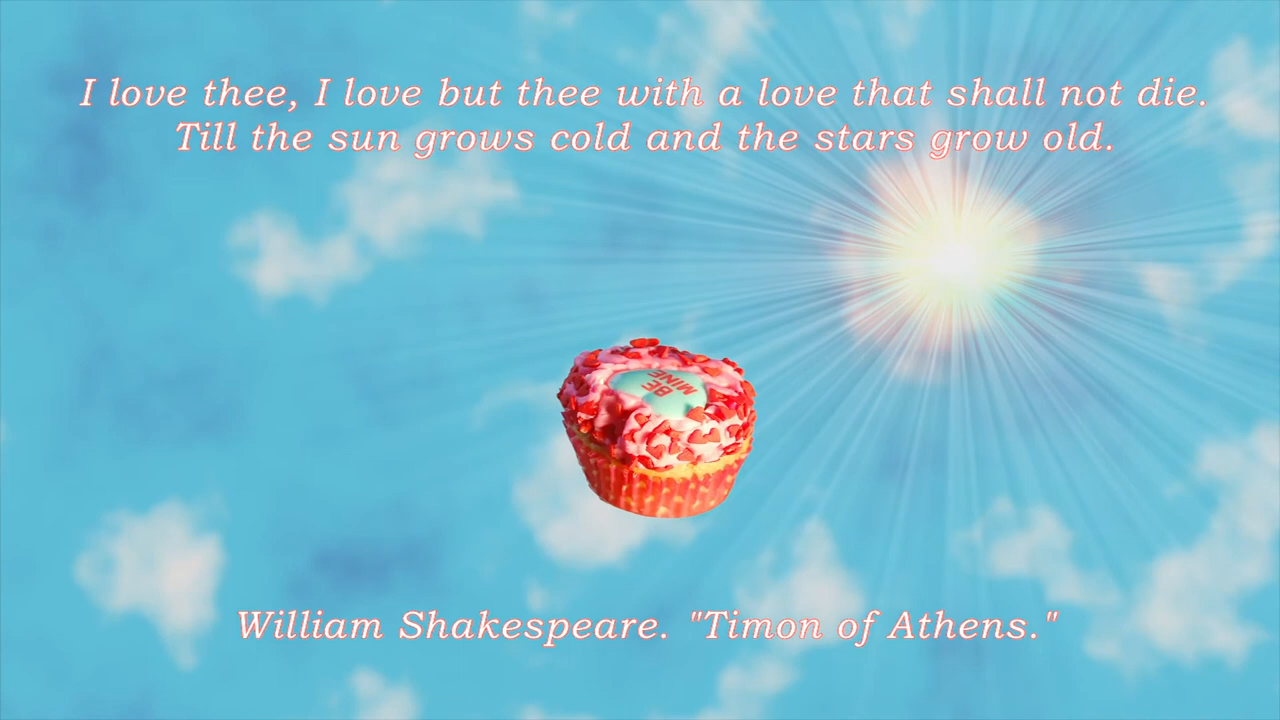 I love thee, I love but thee with a love that shall not die.
Till the sun grows cold and the stars grow old.
BE
MINE
William Shakespeare. "Timon of Athens."